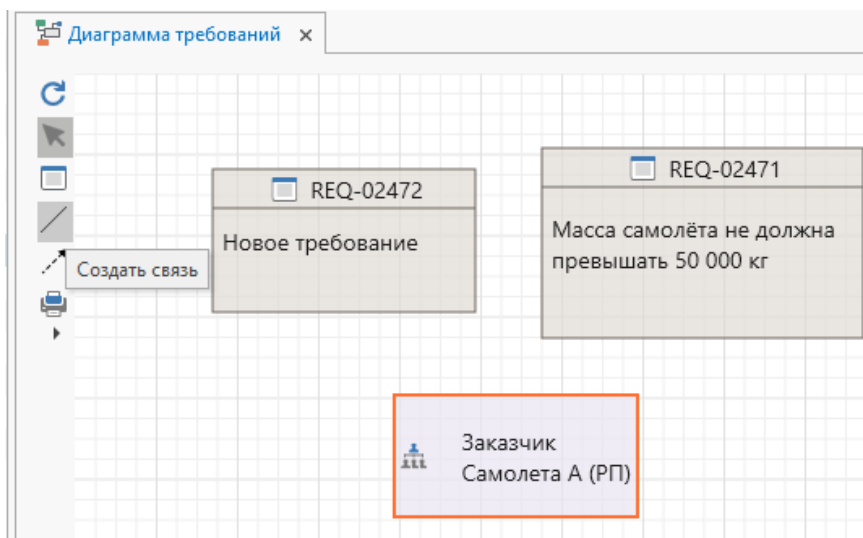 Диаграмма требований
REQ-02472
REQ-02471
Новое требование
Масса самолёта не должна
превышать 50 000 кг
Создать связь
Заказчик
Самолета А (РП)